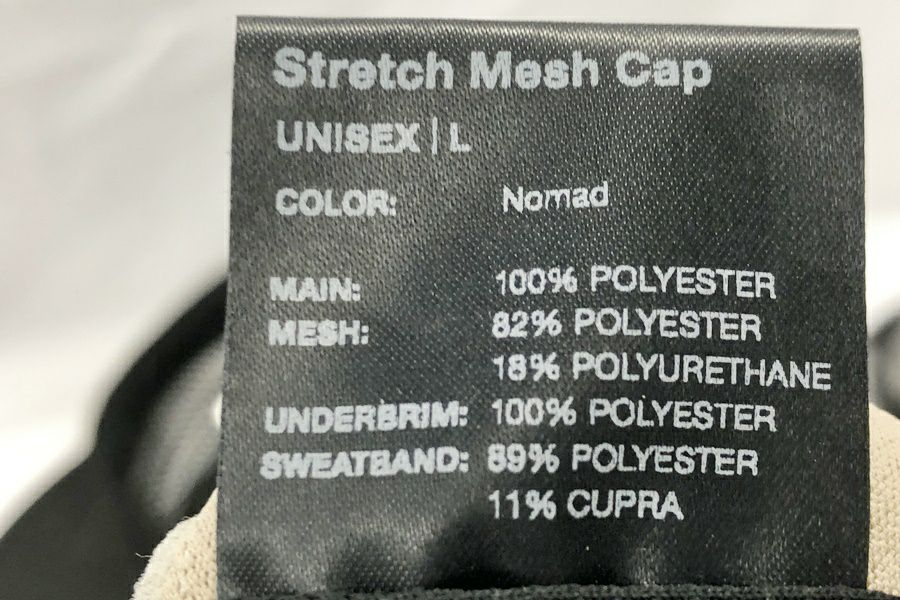 Stretch Mesh Cap
UNISEX | L
COLOR: Nomad
MAIN: 100% POLYESTER
MESH: 82% POLYESTER
18% POLYURETHANE
UNDERBRIM: 100% POLYESTER
SWEATBAND: 89% POLYESTER
11% CUPRA